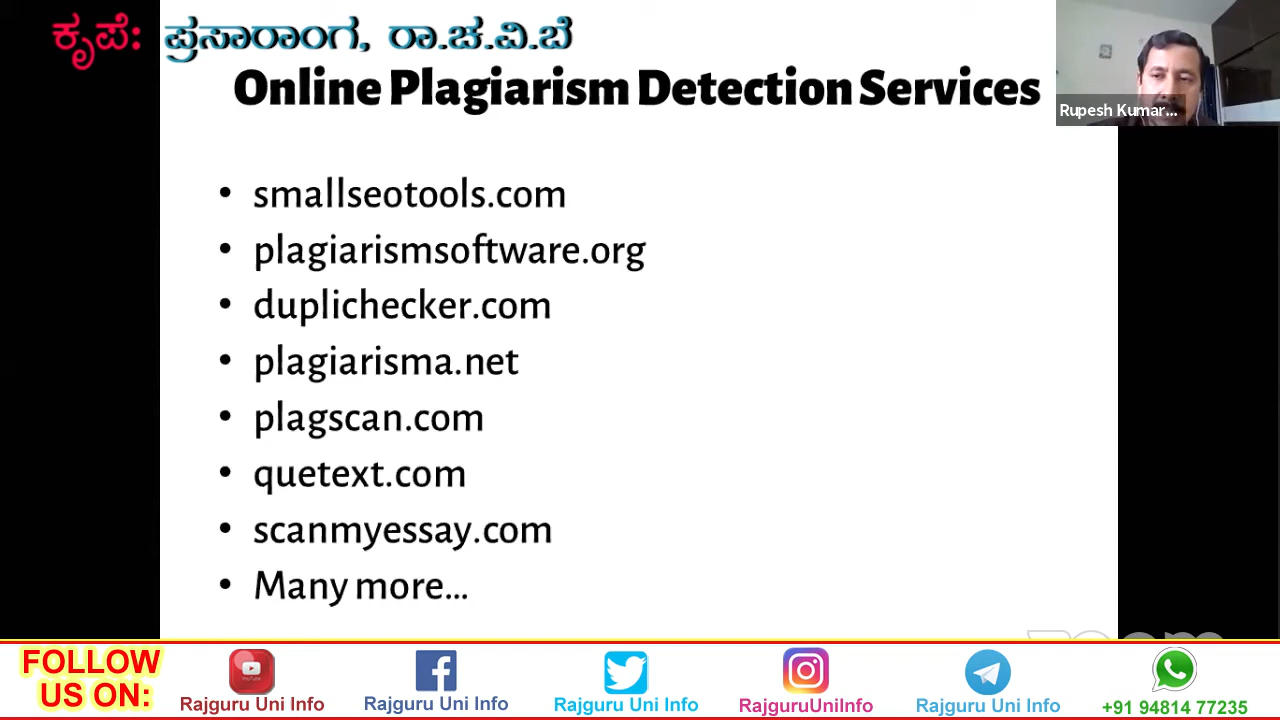 ಕೃಪೆ: ಪ್ರಸಾರಾಂಗ, ರಾ.ಚ.ವಿ.ಬೆ
Online Plagiarism Detection Services
Rupesh Kumar...
• smallseotools.com
• plagiarismsoftware.org
• duplichecker.com
• plagiarisma.net
• plagscan.com
• quetext.com
• scanmyessay.com
• Many more...
zoom
FOLLOW
US ON:
YouTube
Rajguru Uni Info
Rajguru Uni Info
Rajguru Uni Info
RajguruUniInfo
Rajguru Uni Info
+91 94814 77235